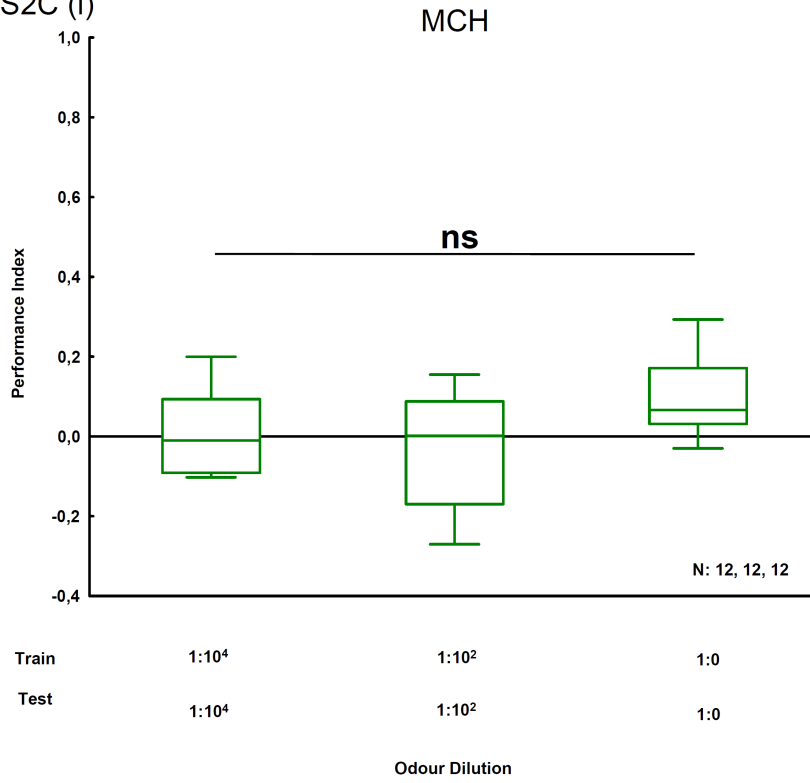 S2C (I)
MCH
1,0
0,8
0,6
0,4
0,2
0,0
-0,2
-0,4
Performance Index
ns
N: 12, 12, 12
Train 1:10⁴ 1:10² 1:0
Test 1:10⁴ 1:10² 1:0
Odour Dilution